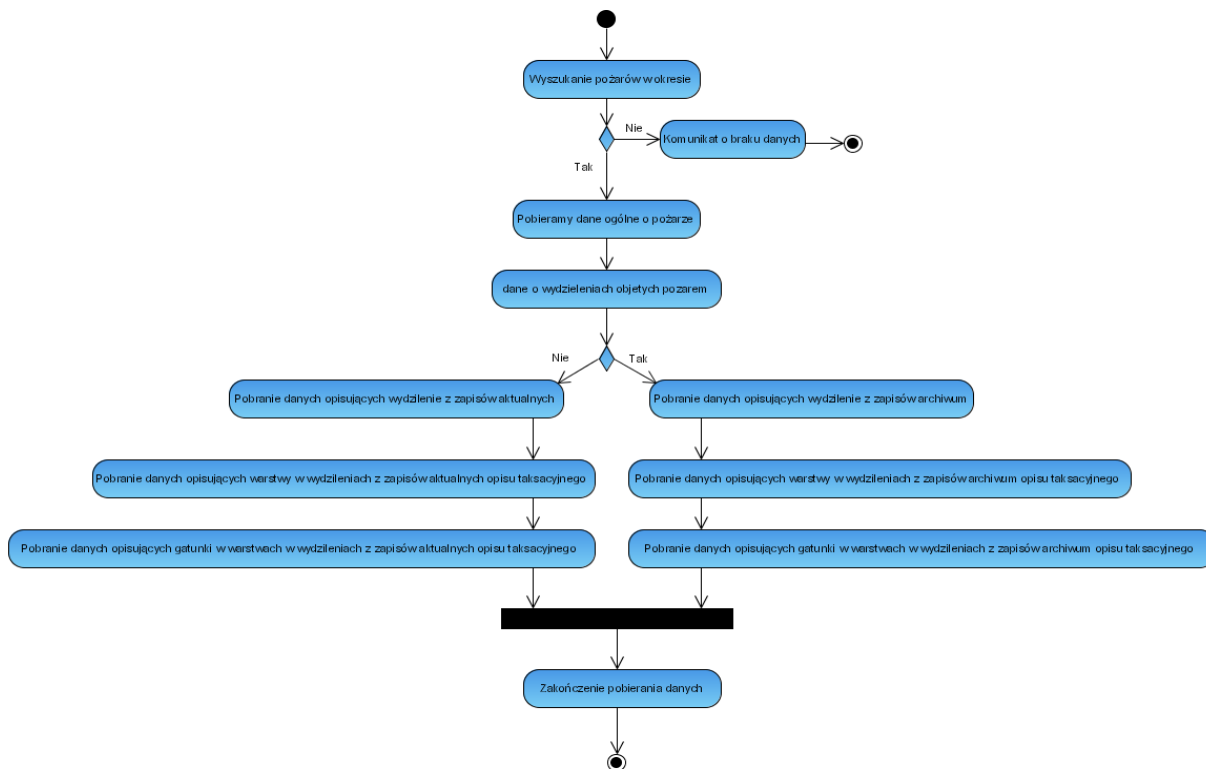 Wyszukanie pożarów w okresie
Nie
Komunikat o braku danych
Tak
Pobieramy dane ogólne o pożarze
dane o wydzieleniach objetych pozarem
Nie
Tak
Pobranie danych opisujących wydzilenie z zapisów aktualnych
Pobranie danych opisujących wydzilenie z zapisów archiwum
Pobranie danych opisujących warstwy w wydzileniach z zapisów aktualnych opisu taksacyjnego
Pobranie danych opisujących warstwy w wydzileniach z zapisów archiwum opisu taksacyjnego
Pobranie danych opisujących gatunki w warstwach w wydzileniach z zapisów aktualnych opisu taksacyjnego
Pobranie danych opisujących gatunki w warstwach w wydzileniach z zapisów archiwum opisu taksacyjnego
Zakończenie pobierania danych